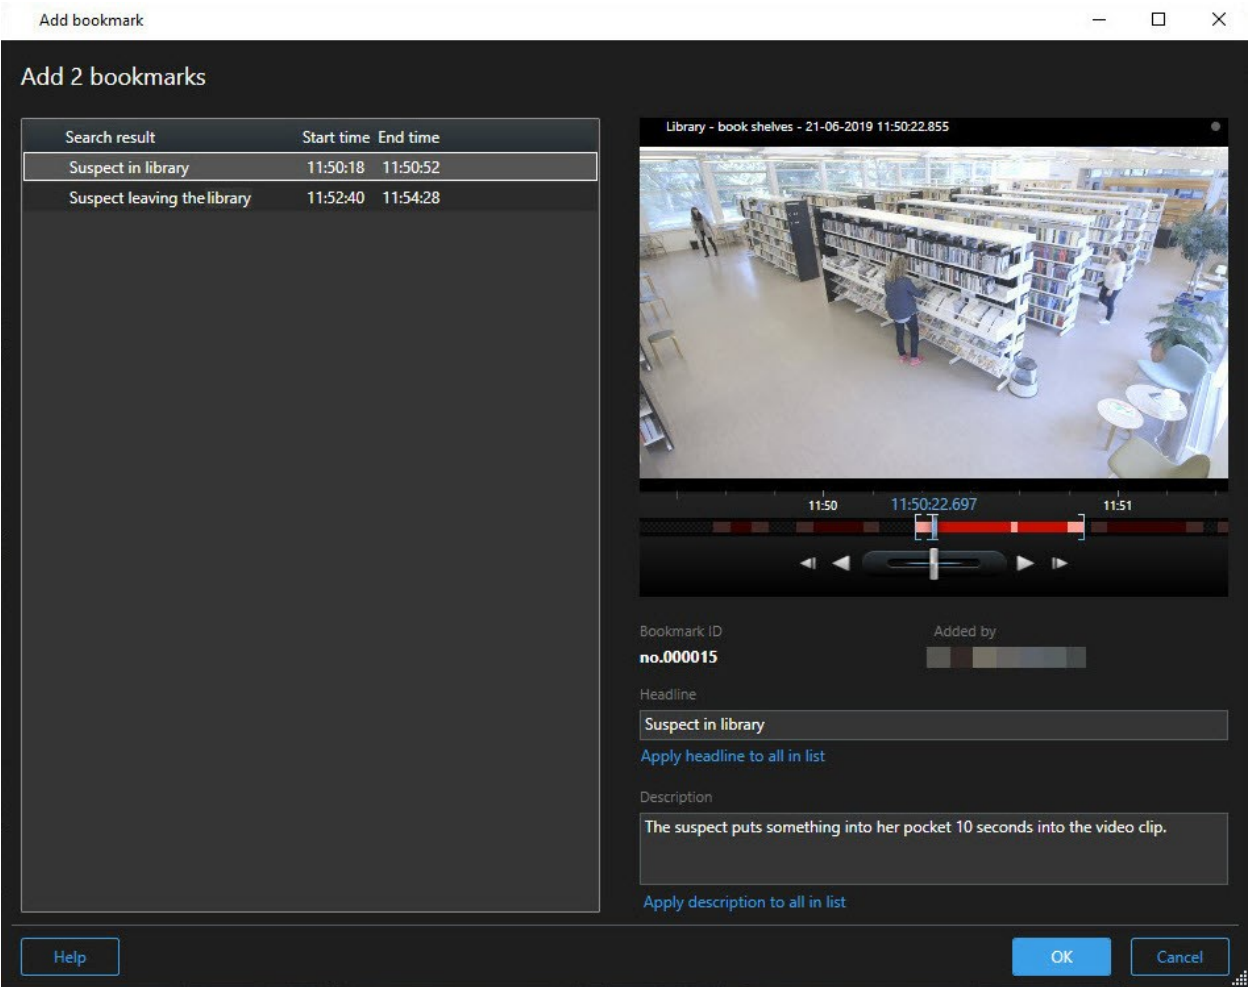 Add bookmark
Add 2 bookmarks
Search result Start time End time
Suspect in library 11:50:18 11:50:52
Suspect leaving the library 11:52:40 11:54:28
Library - book shelves - 21-06-2019 11:50:22.855
11:50 11:50:22.697 11:51
Bookmark ID Added by
no.000015
Headline
Suspect in library
Apply headline to all in list
Description
The suspect puts something into her pocket 10 seconds into the video clip.
Apply description to all in list
Help OK Cancel